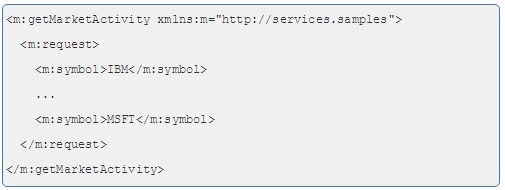 <m:getMarketActivity xmlns:m="http://services.samples">
<m:request>
<m:symbol>IBM</m:symbol>
...
<m:symbol>MSFT</m:symbol>
</m:request>
</m:getMarketActivity>